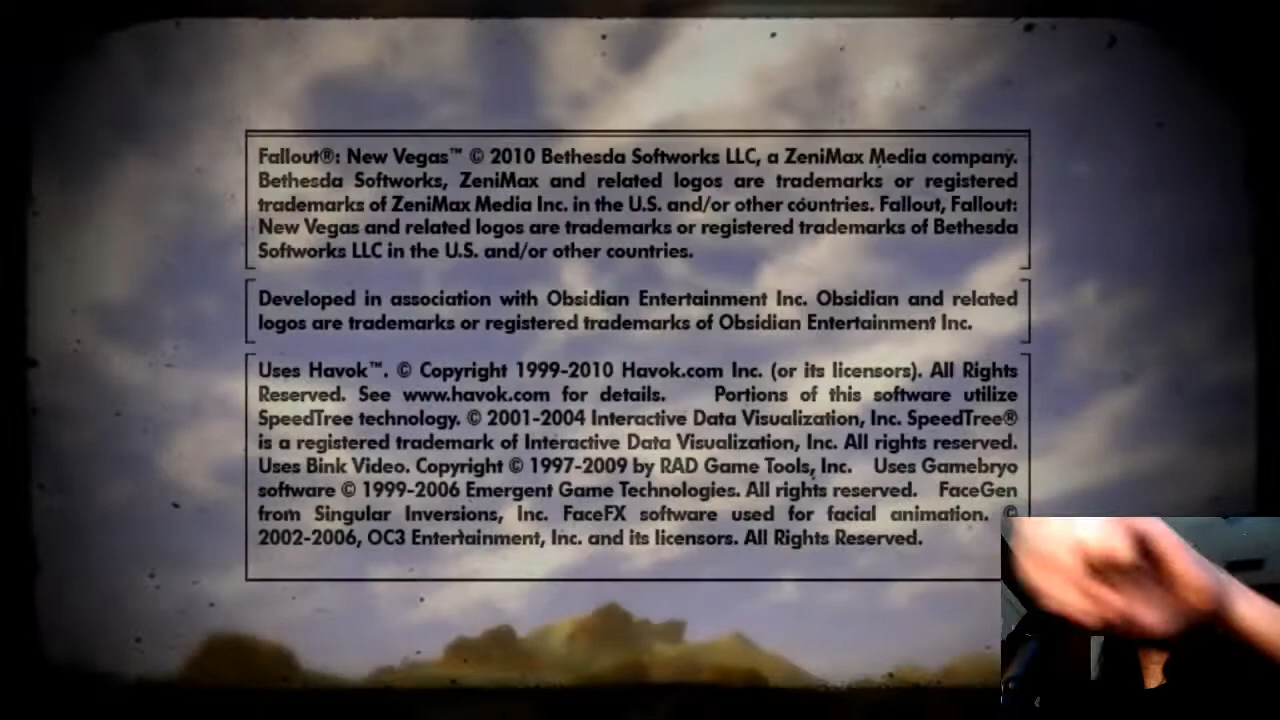 Fallout®: New Vegas™ © 2010 Bethesda Softworks LLC, a ZeniMax Media company.
Bethesda Softworks, ZeniMax and related logos are trademarks or registered
trademarks of ZeniMax Media Inc. in the U.S. and/or other countries. Fallout, Fallout:
New Vegas and related logos are trademarks or registered trademarks of Bethesda
Softworks LLC in the U.S. and/or other countries.
Developed in association with Obsidian Entertainment Inc. Obsidian and related
logos are trademarks or registered trademarks of Obsidian Entertainment Inc.
Uses Havok™. © Copyright 1999-2010 Havok.com Inc. (or its licensors). All Rights
Reserved. See www.havok.com for details. Portions of this software utilize
SpeedTree technology. © 2001-2004 Interactive Data Visualization, Inc. SpeedTree®
is a registered trademark of Interactive Data Visualization, Inc. All rights reserved.
Uses Bink Video. Copyright © 1997-2009 by RAD Game Tools, Inc. Uses Gamebryo
software © 1999-2006 Emergent Game Technologies. All rights reserved. FaceGen
from Singular Inversions, Inc. FaceFX software used for facial animation. ©
2002-2006, OC3 Entertainment, Inc. and its licensors. All Rights Reserved.